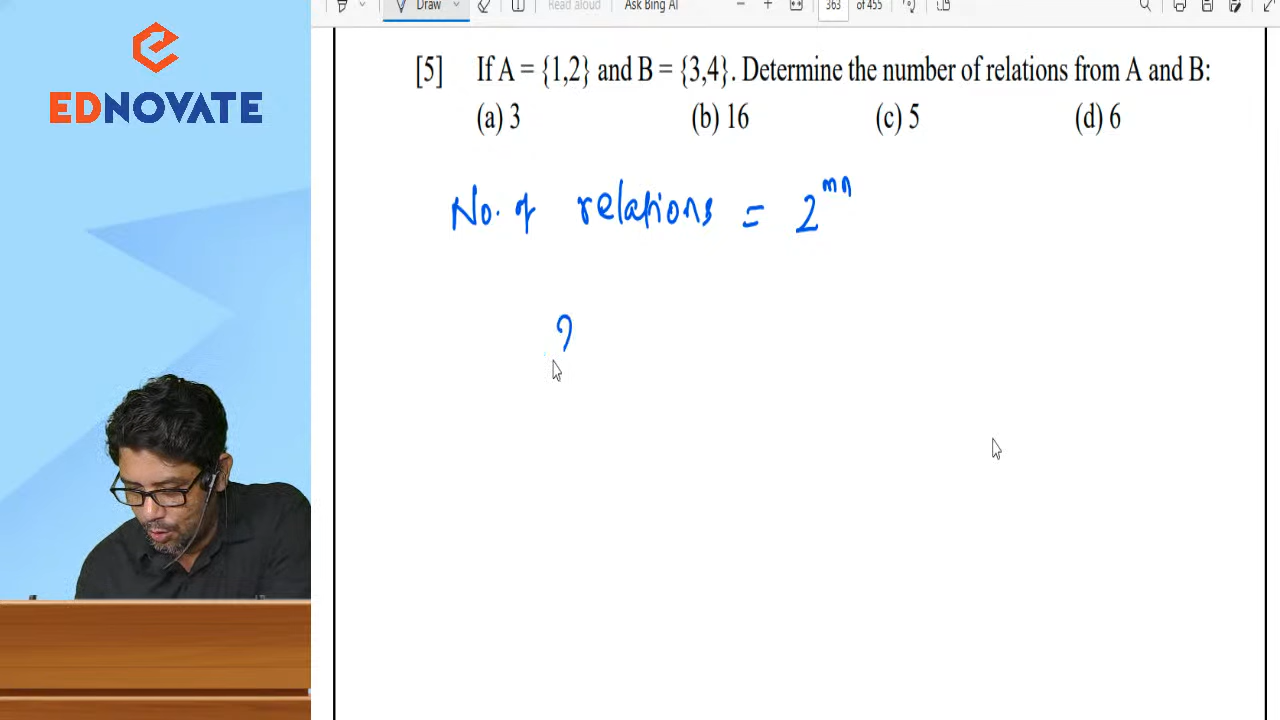 Draw
Read aloud
Ask Bing AI
363 of 455
EDNOVATE
[5] If A = {1,2} and B = {3,4}. Determine the number of relations from A and B:
(a) 3 (b) 16 (c) 5 (d) 6
No. of relations = 2^mn
2